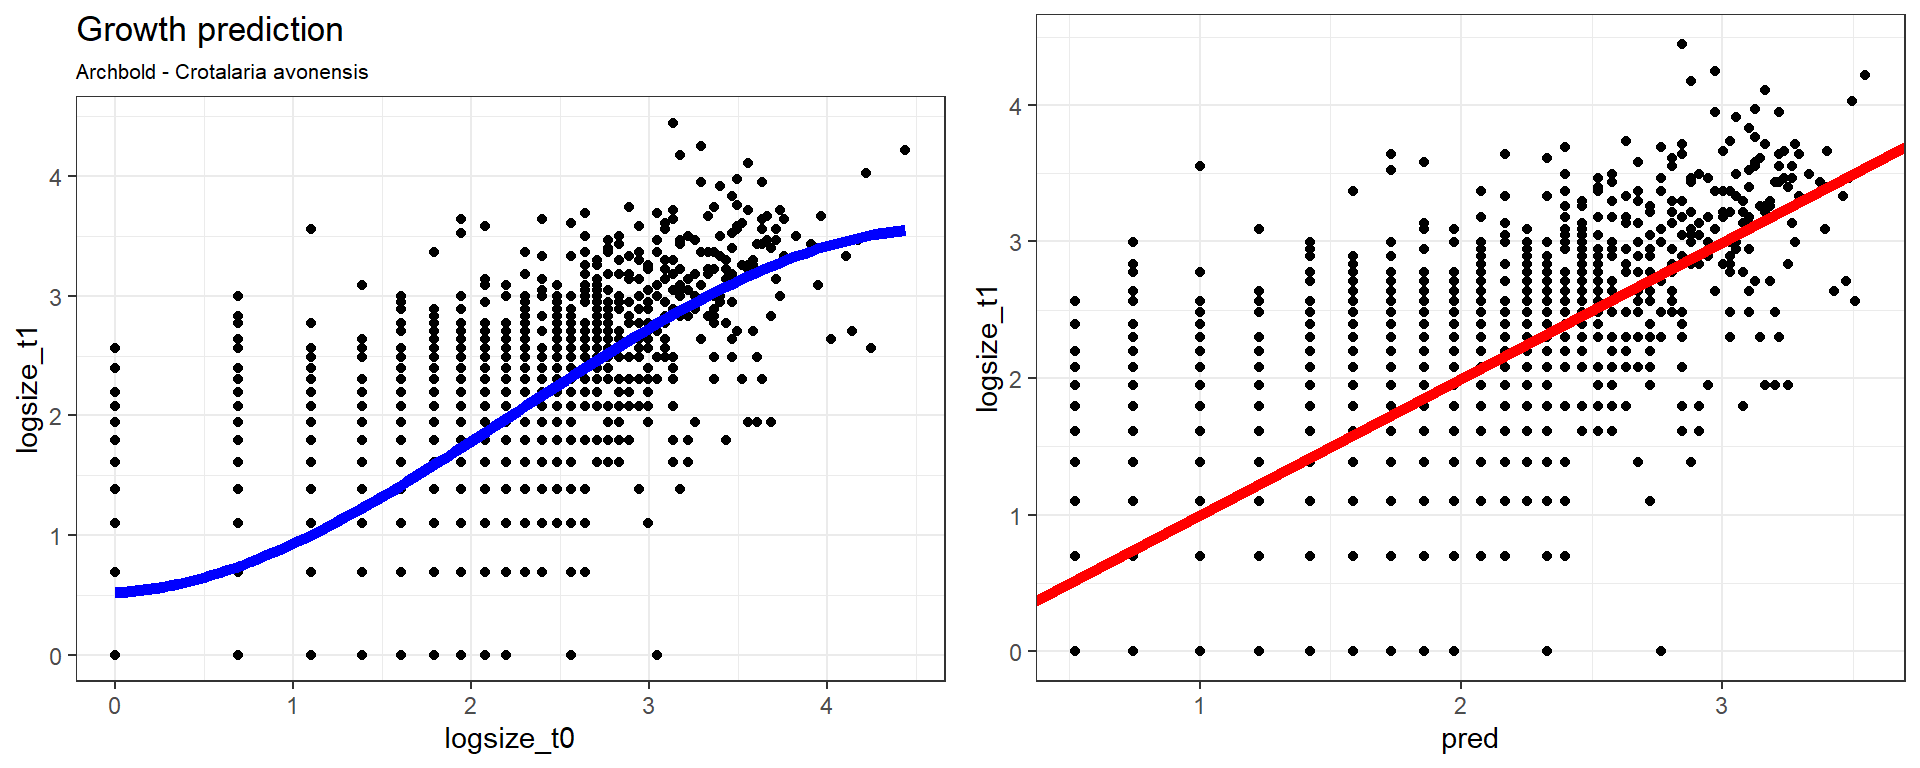 Growth prediction
Archbold - Crotalaria avonensis
logsize_t1
4
3
2
1
0
0 1 2 3 4
logsize_t0
logsize_t1
4
3
2
1
0
1 2 3
pred